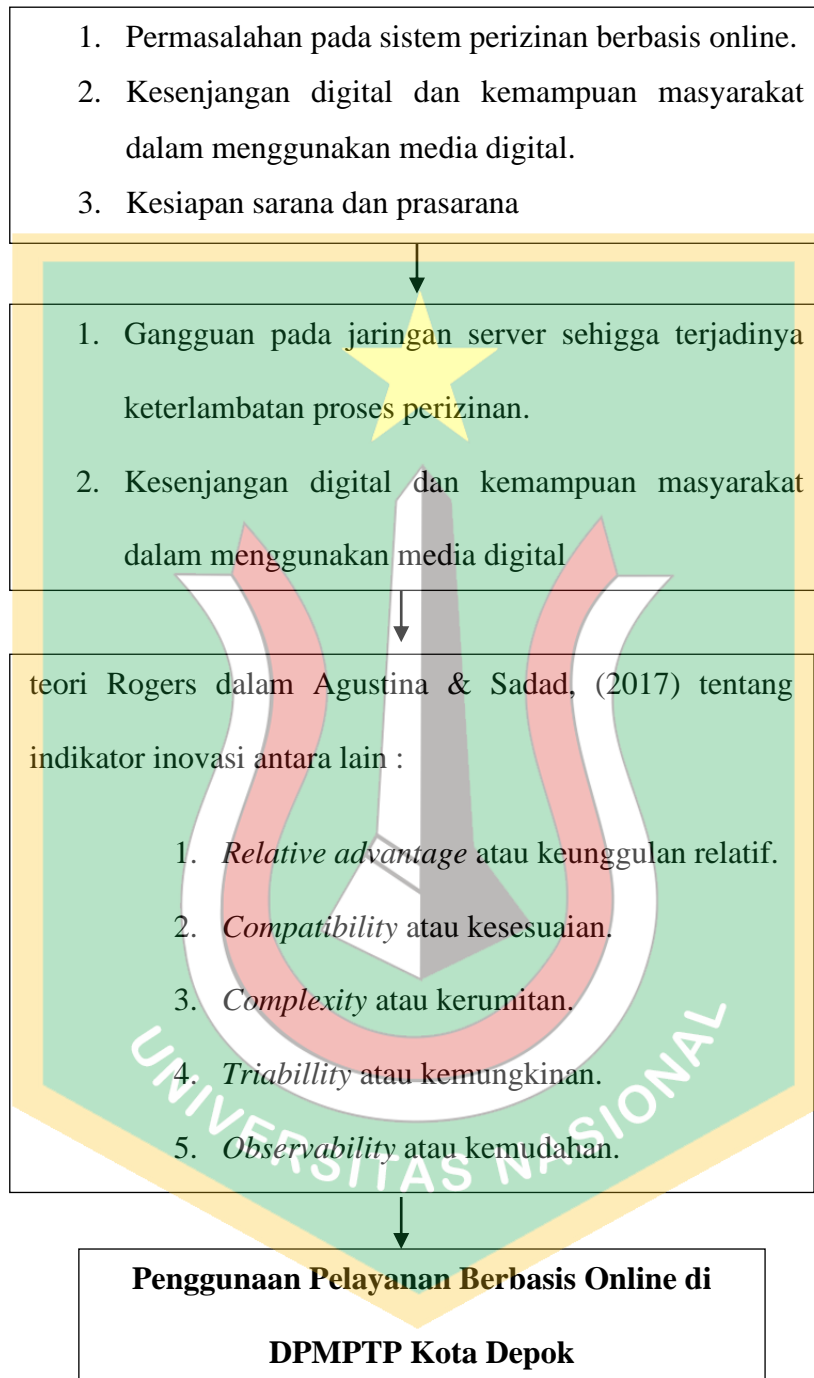 1. Permasalahan pada sistem perizinan berbasis online.
2. Kesenjangan digital dan kemampuan masyarakat
dalam menggunakan media digital.
3. Kesiapan sarana dan prasarana
1. Gangguan pada jaringan server sehigga terjadinya
keterlambatan proses perizinan.
2. Kesenjangan digital dan kemampuan masyarakat
dalam menggunakan media digital
teori Rogers dalam Agustina & Sadad, (2017) tentang
indikator inovasi antara lain :
1. Relative advantage atau keunggulan relatif.
2. Compatibility atau kesesuaian.
3. Complexity atau kerumitan.
4. Triabillity atau kemungkinan.
5. Observability atau kemudahan.
UNIVERSITAS NASIONAL
Penggunaan Pelayanan Berbasis Online di
DPMPTP Kota Depok